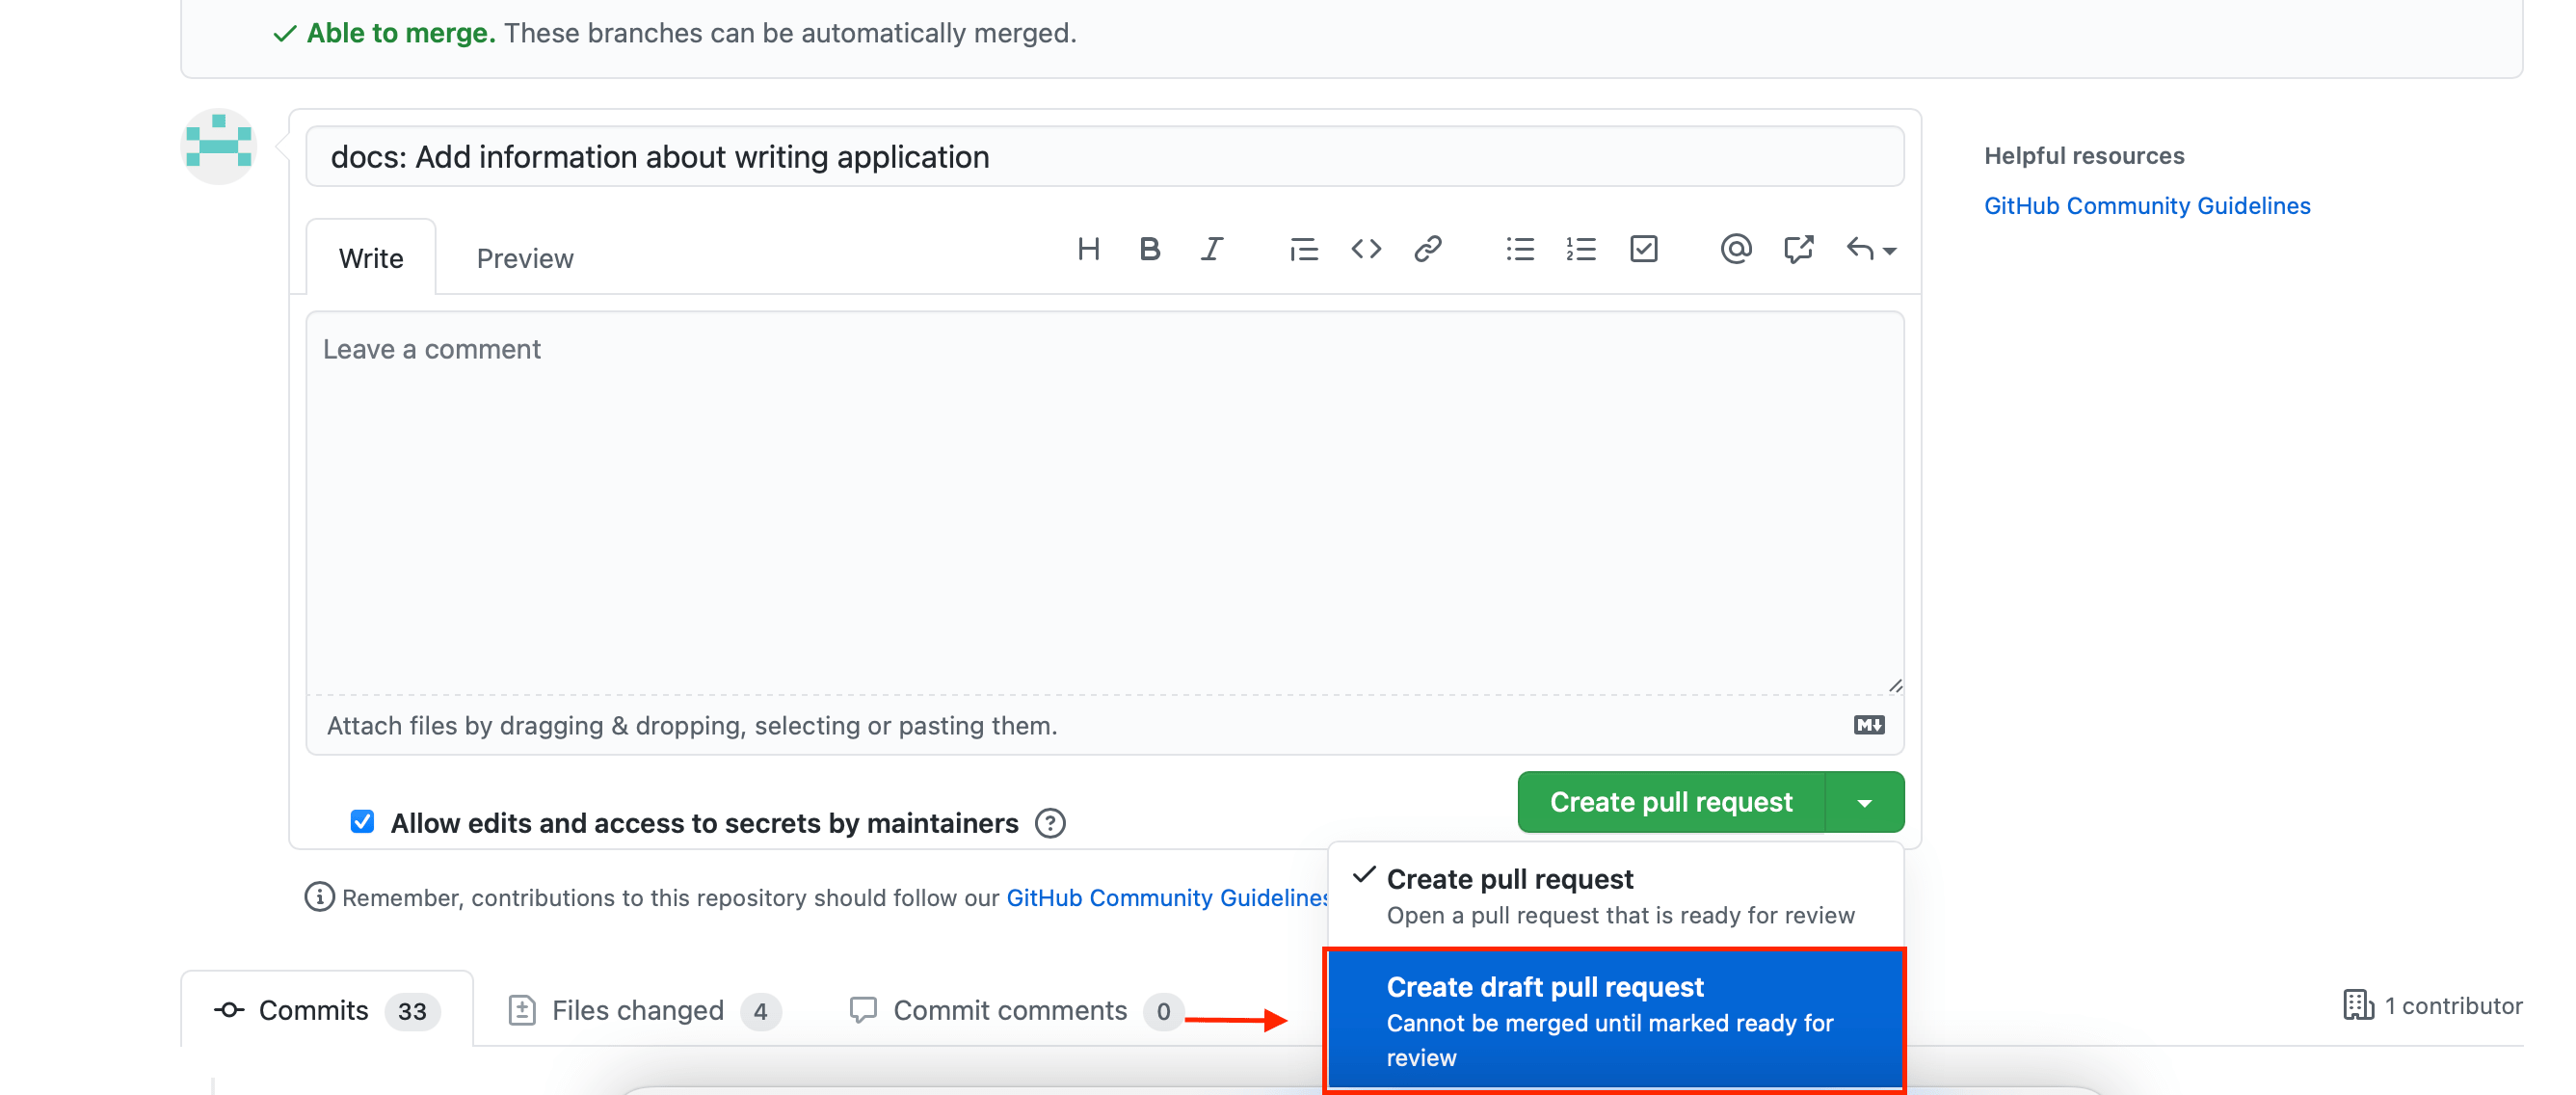 Able to merge. These branches can be automatically merged.
docs: Add information about writing application
Helpful resources
GitHub Community Guidelines
Write
Preview
Leave a comment
Attach files by dragging & dropping, selecting or pasting them.
Create pull request
Allow edits and access to secrets by maintainers
Create pull request
Open a pull request that is ready for review
Remember, contributions to this repository should follow our GitHub Community Guidelines
Create draft pull request
Cannot be merged until marked ready for
review
Commits 33
Files changed 4
Commit comments 0
1 contributor